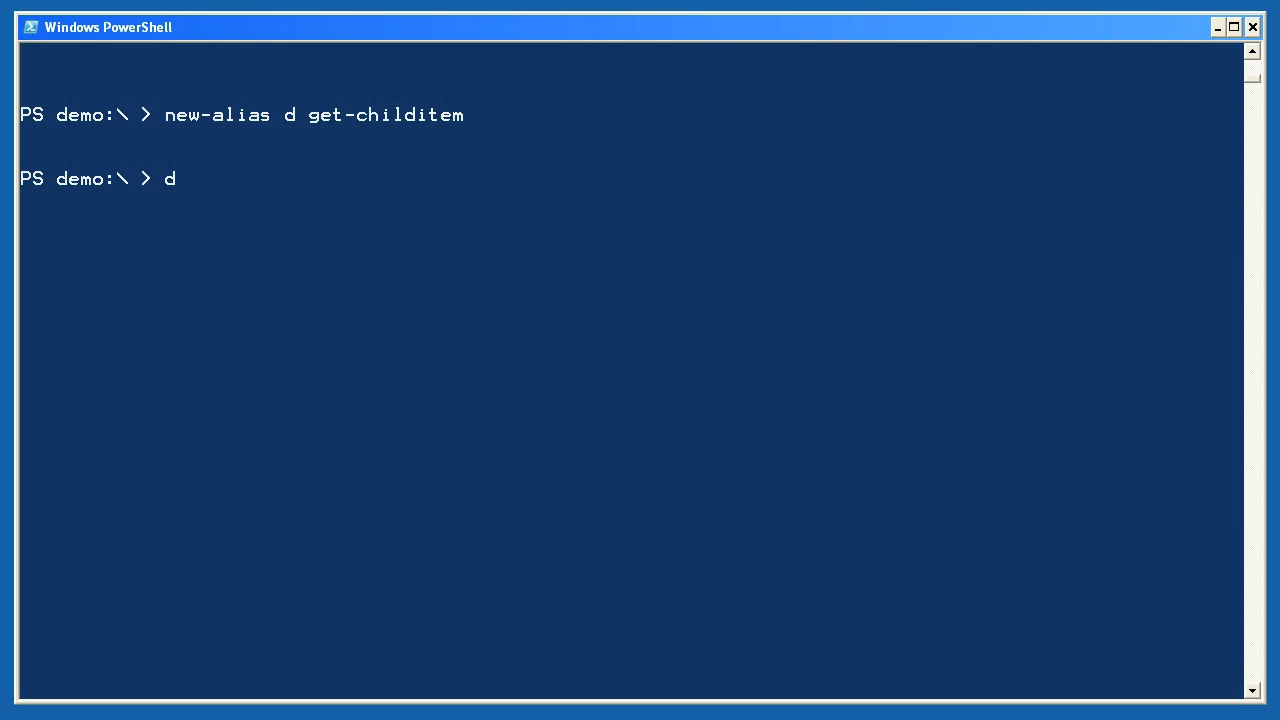 Windows PowerShell
PS demo:\ > new-alias d get-childitem
PS demo:\ > d